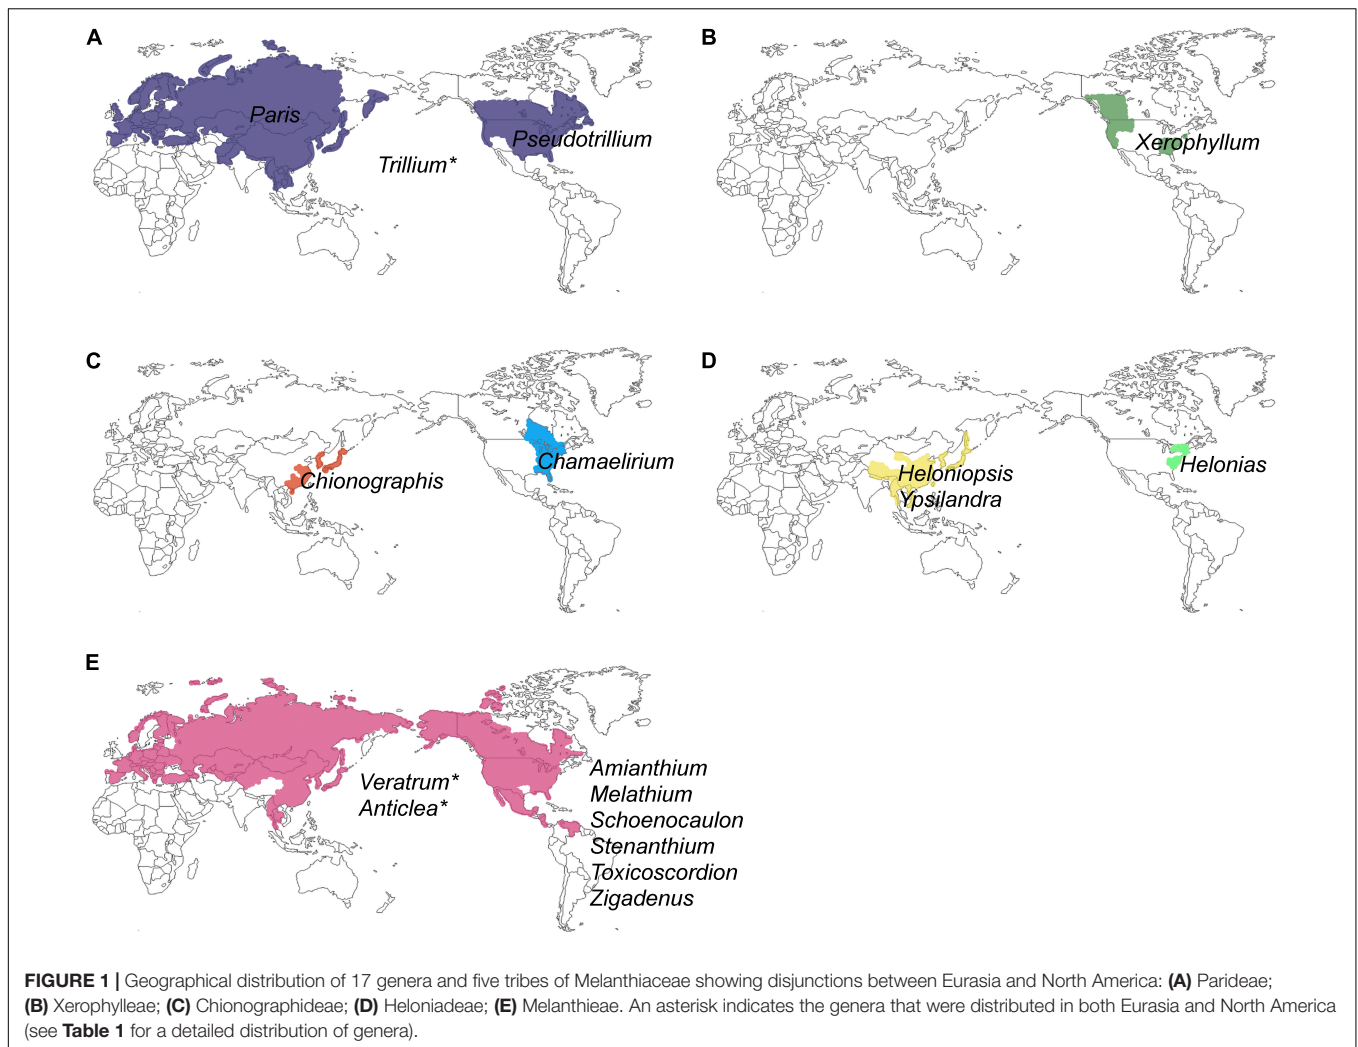 A
Paris
Pseudotrillium
Trillium*
B
Xerophyllum
C
Chionographis
Chamaelirium
D
Heloniopsis
Ypsilandra
Helonias
E
Veratrum*
Anticlea*
Amianthium
Melathium
Schoenocaulon
Stenanthium
Toxicoscordion
Zigadenus
FIGURE 1 | Geographical distribution of 17 genera and five tribes of Melanthiaceae showing disjunctions between Eurasia and North America: (A) Parideae;
(B) Xerophylleae; (C) Chionographideae; (D) Heloniadeae; (E) Melanthieae. An asterisk indicates the genera that were distributed in both Eurasia and North America
(see Table 1 for a detailed distribution of genera).